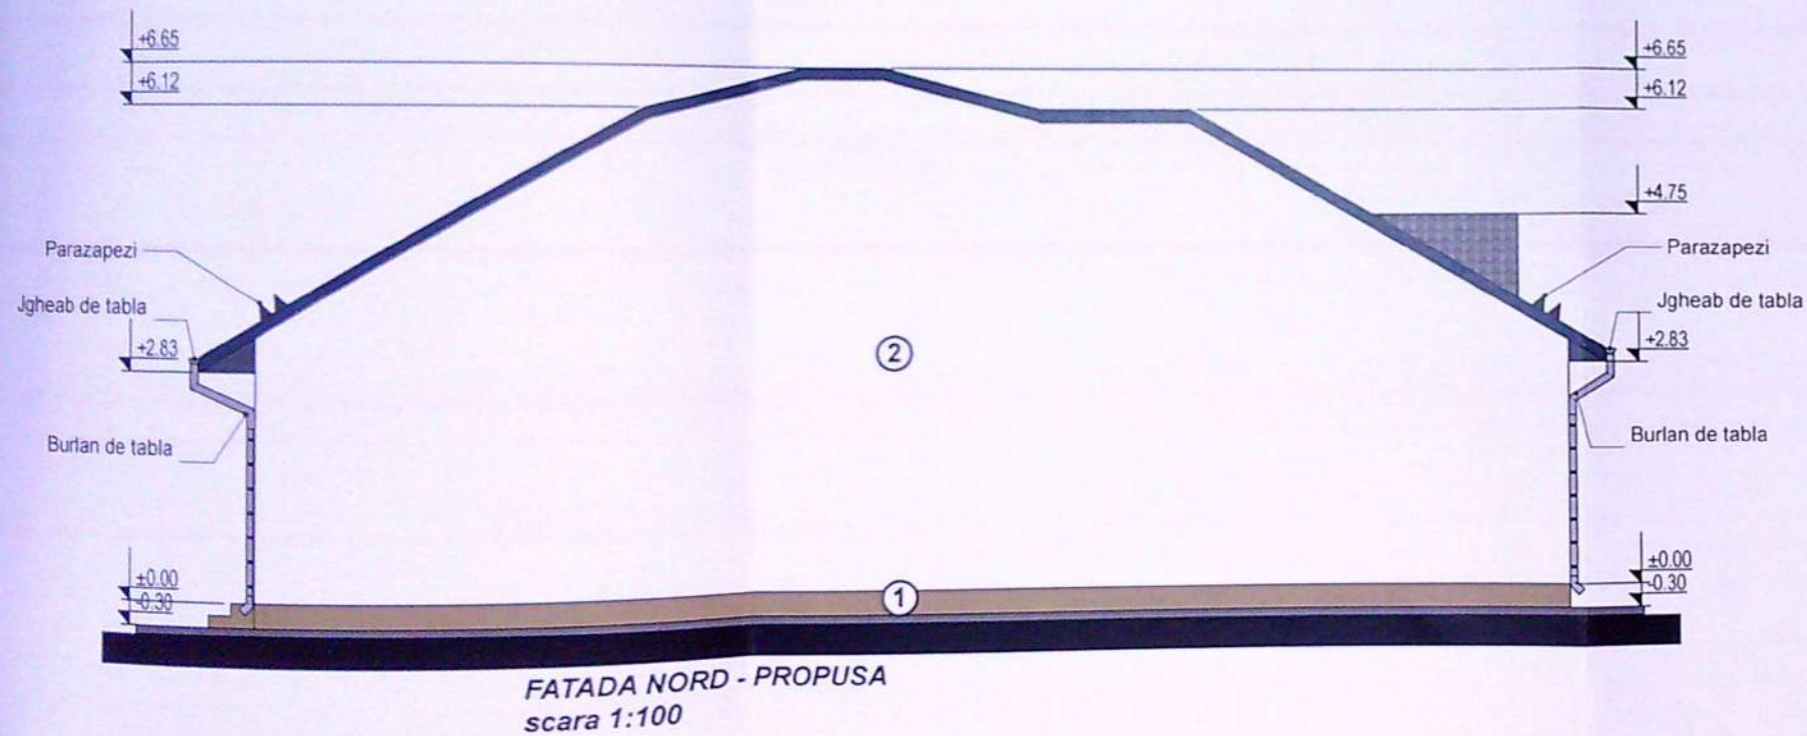 +6.65
+6.65
+6.12
+6.12
+4.75
Parazapezi
Parazapezi
Jgheab de tabla
Jgheab de tabla
+2.83
+2.83
2
Burlan de tabla
Burlan de tabla
±0.00
±0.00
-0.30
-0.30
1
FATADA NORD - PROPUSA
scara 1:100